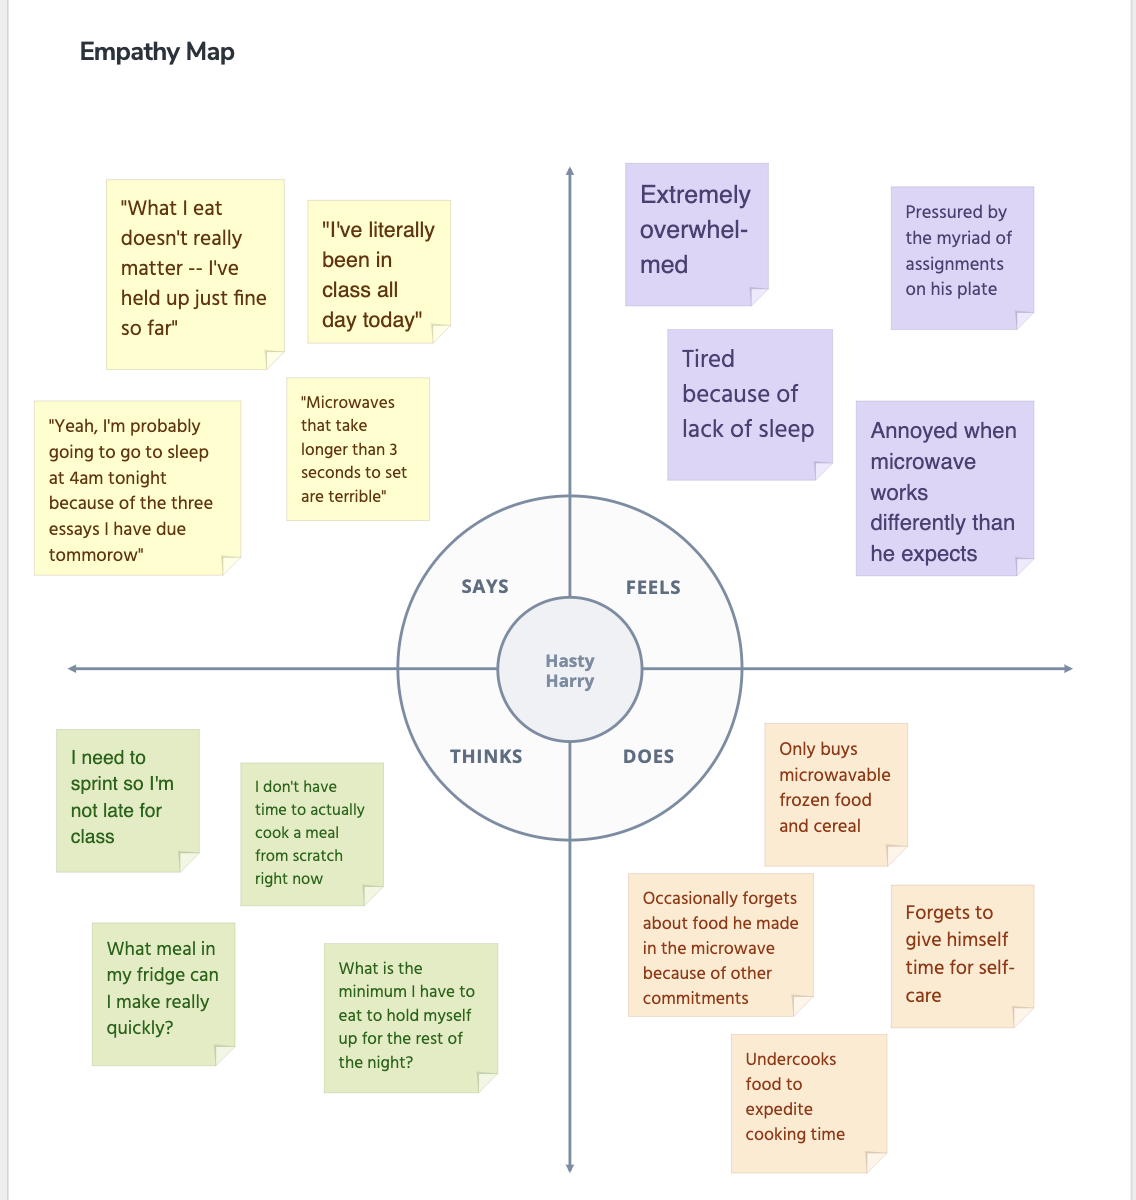 Empathy Map
"What I eat
doesn't really
matter -- I've
held up just fine
so far"
"I've literally
been in
class all
day today"
"Yeah, I'm probably
going to go to sleep
at 4am tonight
because of the three
essays I have due
tommorow"
"Microwaves
that take
longer than 3
seconds to set
are terrible"
Extremely
overwhel-
med
Pressured by
the myriad of
assignments
on his plate
Tired
because of
lack of sleep
Annoyed when
microwave
works
differently than
he expects
SAYS
FEELS
Hasty
Harry
THINKS
DOES
I need to
sprint so I'm
not late for
class
I don't have
time to actually
cook a meal
from scratch
right now
What meal in
my fridge can
I make really
quickly?
What is the
minimum I have to
eat to hold myself
up for the rest of
the night?
Only buys
microwavable
frozen food
and cereal
Occasionally forgets
about food he made
in the microwave
because of other
commitments
Forgets to
give himself
time for self-
care
Undercooks
food to
expedite
cooking time